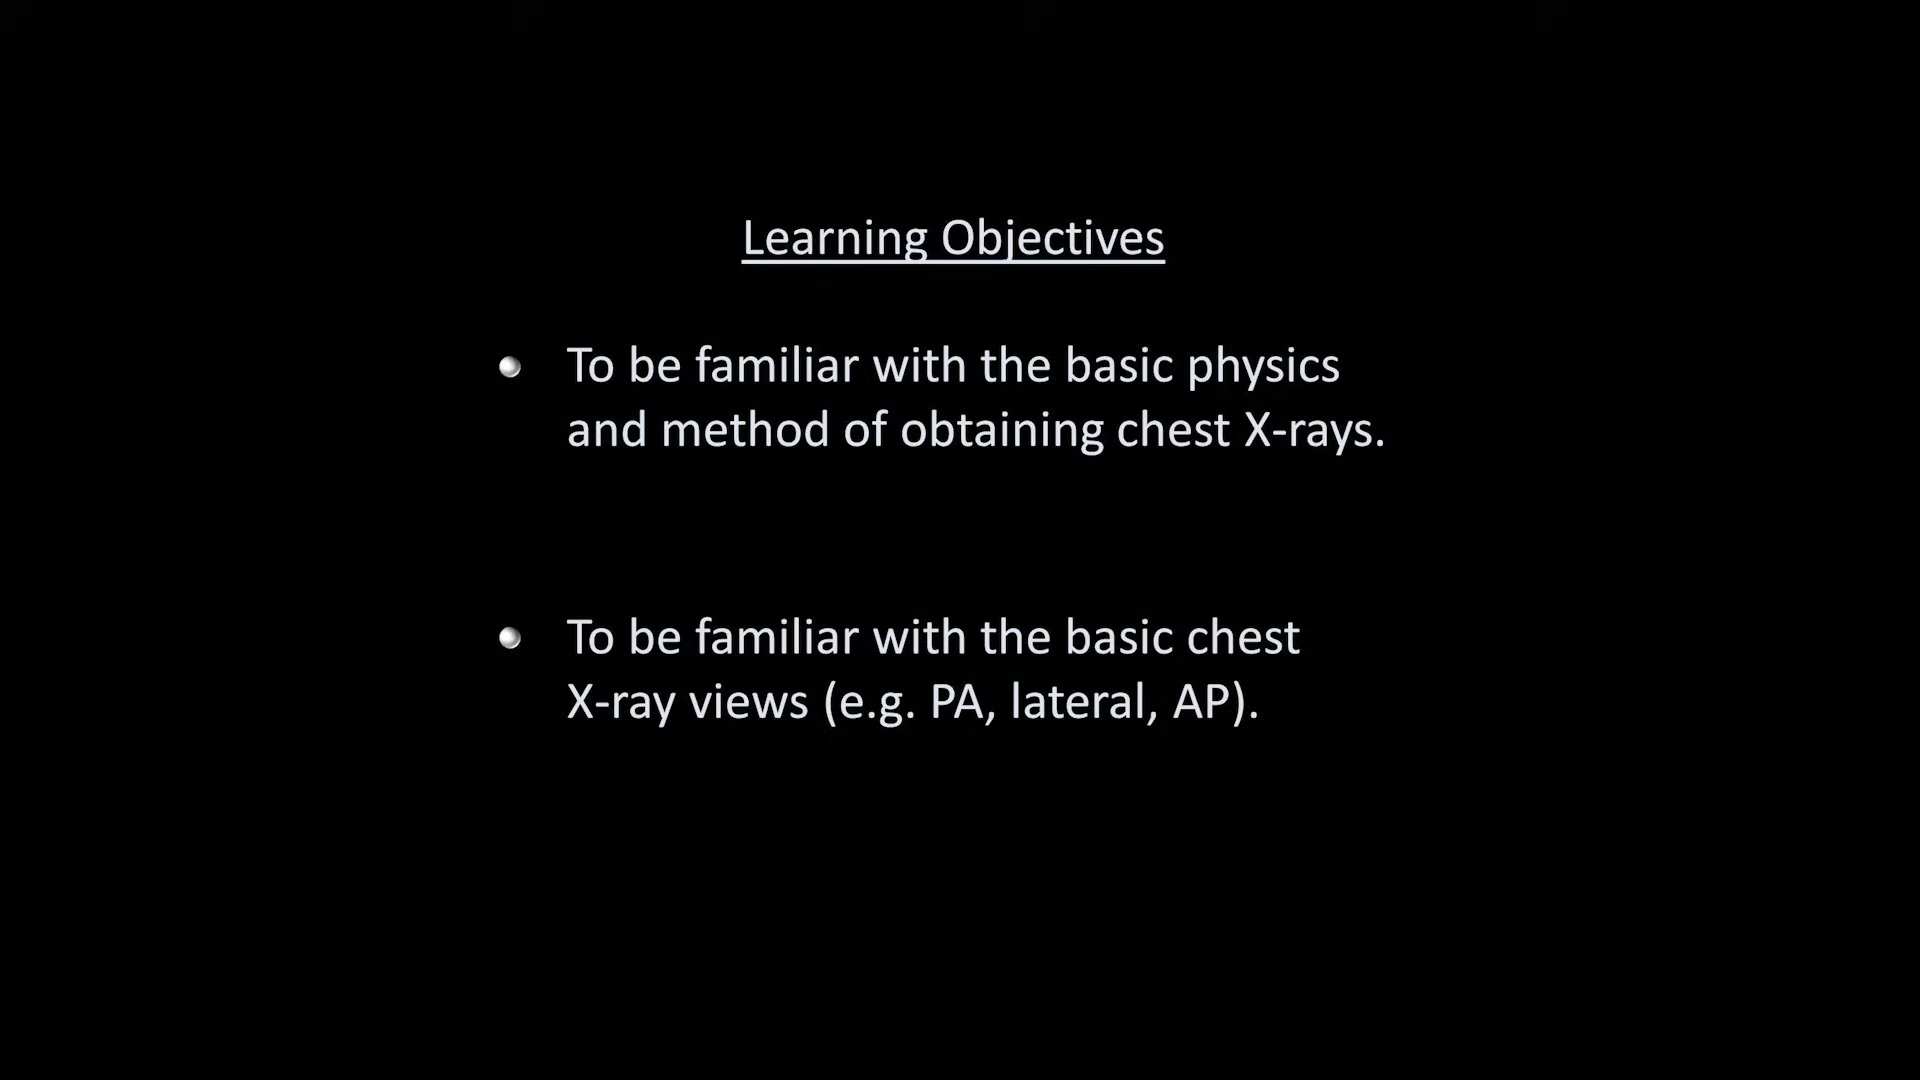 Learning Objectives
To be familiar with the basic physics
and method of obtaining chest X-rays.
To be familiar with the basic chest
X-ray views (e.g. PA, lateral, AP).